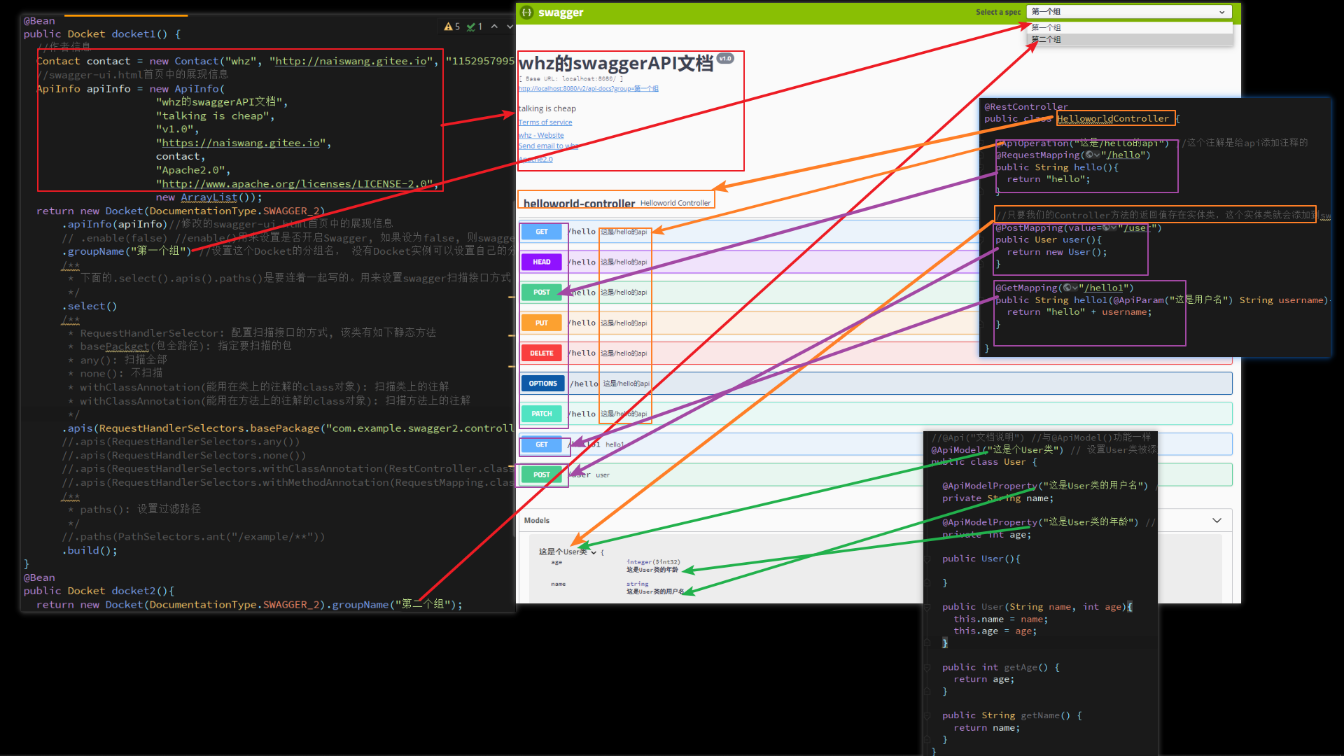 @Bean
public Docket docket1() {
//作者信息
Contact contact = new Contact("whz", "http://naiswang.gitee.io", "1152957995
//swagger-ui.html首页中的展现信息
ApiInfo apiInfo = new ApiInfo(
"whz的swaggerAPI文档",
"talking is cheap",
"v1.0",
"https://naiswang.gitee.io",
contact,
"Apache2.0",
"http://www.apache.org/licenses/LICENSE-2.0",
new ArrayList());
return new Docket(DocumentationType.SWAGGER_2)
.apiInfo(apiInfo)//修改的swagger-ui.html首页中的展现信息
// .enable(false) //enable()用来设置是否开启Swagger, 如果设为false, 则swagge
.groupName("第一个组") //设置这个Docket的分组名, 没有Docket实例可以设置自己的分
/**
* 下面的.select().apis().paths()是要连着一起写的。用来设置swagger扫描接口方式
*/
.select()
/**
* RequestHandlerSelector: 配置扫描接口的方式, 该类有如下静态方法
* basePackget(包全路径): 指定要扫描的包
* any(): 扫描全部
* none(): 不扫描
* withClassAnnotation(能用在类上的注解的class对象): 扫描类上的注解
* withClassAnnotation(能用在方法上的注解的class对象): 扫描方法上的注解
*/
.apis(RequestHandlerSelectors.basePackage("com.example.swagger2.controll
//.apis(RequestHandlerSelectors.any())
//.apis(RequestHandlerSelectors.none())
//.apis(RequestHandlerSelectors.withClassAnnotation(RestController.class
//.apis(RequestHandlerSelectors.withMethodAnnotation(RequestMapping.clas
/**
* paths(): 设置过滤路径
*/
//.paths(PathSelectors.ant("/example/**"))
.build();
}
@Bean
public Docket docket2(){
return new Docket(DocumentationType.SWAGGER_2).groupName("第二个组");
5 1
swagger
Select a spec
第一个组
第一个组
第二个组
whz的swaggerAPI文档 v1.0
[ Base URL: localhost:8080/ ]
http://localhost:8080/v2/api-docs?group=第一个组
talking is cheap
Terms of service
whz - Website
Send email to whz
Apache2.0
helloworld-controller Helloworld Controller
GET /hello 这是/hello的api
HEAD /hello 这是/hello的api
POST /hello 这是/hello的api
PUT /hello 这是/hello的api
DELETE /hello 这是/hello的api
OPTIONS /hello 这是/hello的api
PATCH /hello 这是/hello的api
GET hello1
POST user
Models
这是个User类 {
age integer($int32)
这是User类的年龄
name string
这是User类的用户名
@RestController
public class HelloworldController {
@ApiOperation("这是/hello的api") //这个注解是给api添加注释的
@RequestMapping("/hello")
public String hello(){
return "hello";
}
//只要我们的Controller方法的返回值存在实体类, 这个实体类就会添加到Sw
@PostMapping(value="/user")
public User user(){
return new User();
}
@GetMapping("/hello1")
public String hello1(@ApiParam("这是用户名") String username)
return "hello" + username;
}
}
//@Api("文档说明") //与@ApiModel()功能一样
@ApiModel("这是个User类") // 设置User类被
public class User {
@ApiModelProperty("这是User类的用户名") /
private String name;
@ApiModelProperty("这是User类的年龄") //
private int age;
public User(){
}
public User(String name, int age){
this.name = name;
this.age = age;
}
public int getAge() {
return age;
}
public String getName() {
return name;
}
}